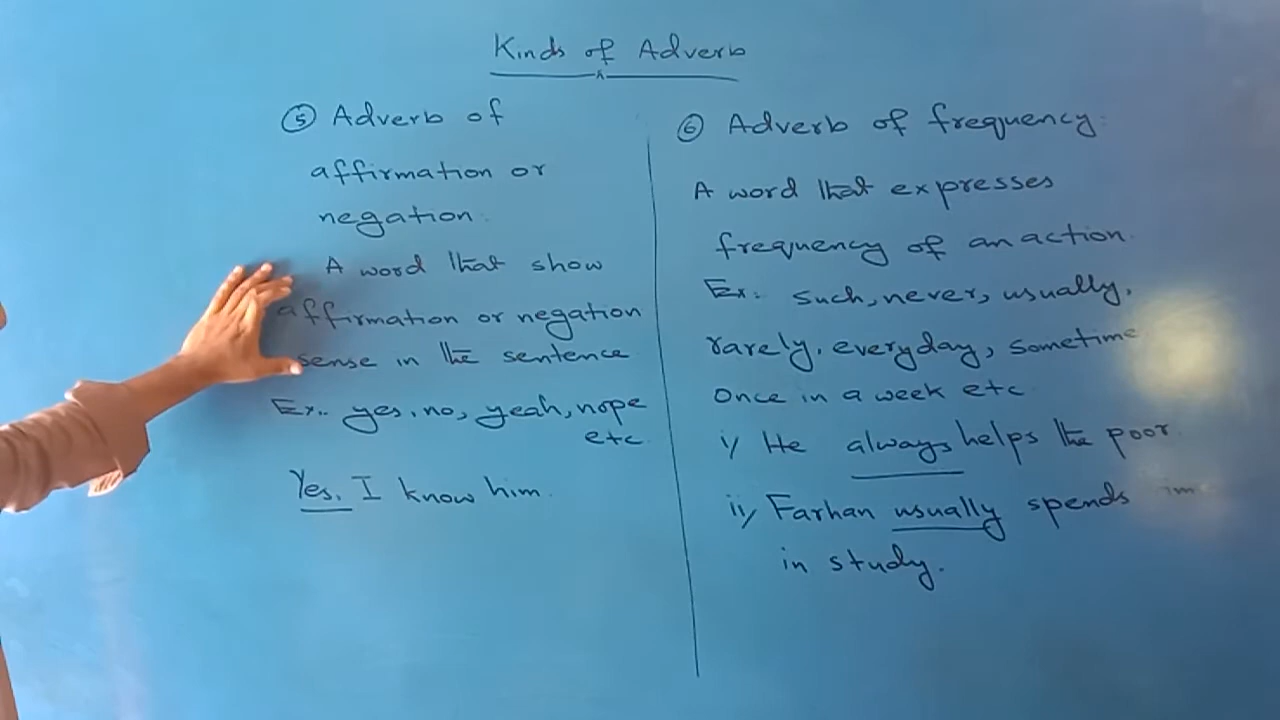 Kinds of Adverb
5 Adverb of
affirmation or
negation.
A word that show
affirmation or negation
sense in the sentence
Ex:. yes, no, yeah, nope
etc.
Yes, I know him.
6 Adverb of frequency:
A word that expresses
frequency of an action.
Ex: Such, never, usually,
rarely, everyday, sometime
Once in a week etc
i) He always helps the poor
ii) Farhan usually spends
in study.